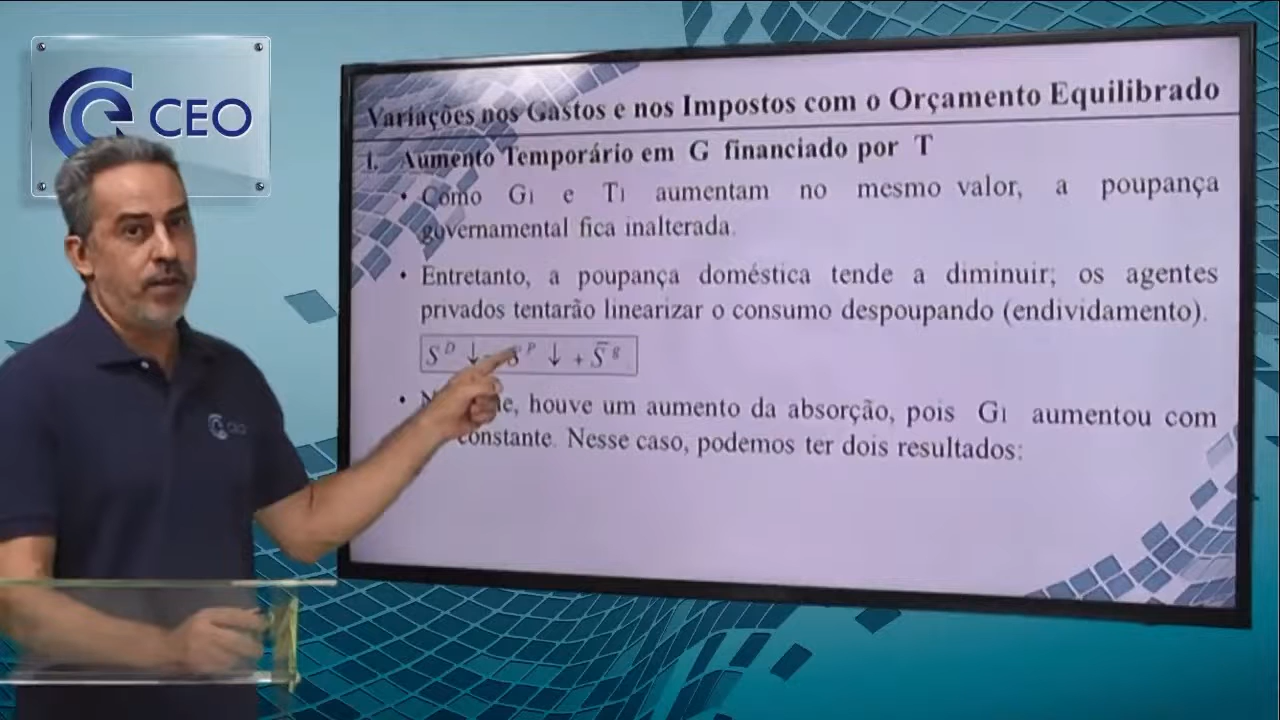 CEO
Variações nos Gastos e nos Impostos com o Orçamento Equilibrado
1. Aumento Temporário em G financiado por T
• Como G1 e T1 aumentam no mesmo valor, a poupança
governamental fica inalterada.
• Entretanto, a poupança doméstica tende a diminuir; os agentes
privados tentarão linearizar o consumo despoupando (endividamento).
S^D ↓ = S^P ↓ + S̅^g
• houve um aumento da absorção, pois G1 aumentou com
constante. Nesse caso, podemos ter dois resultados:
CEO